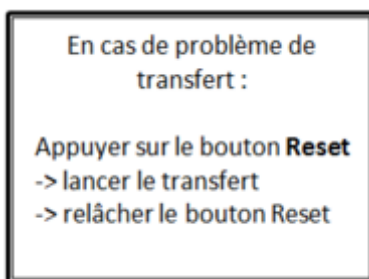 En cas de problème de
transfert :
Appuyer sur le bouton Reset
-> lancer le transfert
-> relâcher le bouton Reset